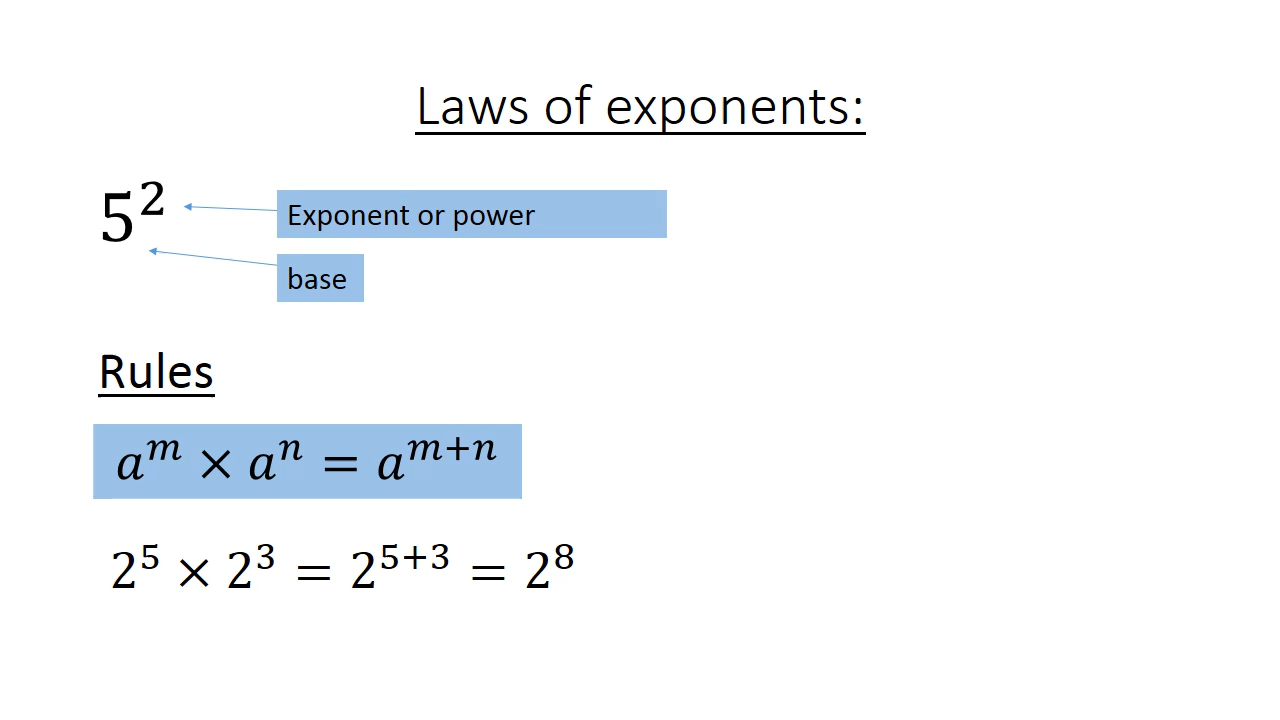 Laws of exponents:
5² Exponent or power
base
Rules
𝑎ᵐ × 𝑎ⁿ = 𝑎ᵐ⁺ⁿ
2⁵ × 2³ = 2⁵⁺³ = 2⁸